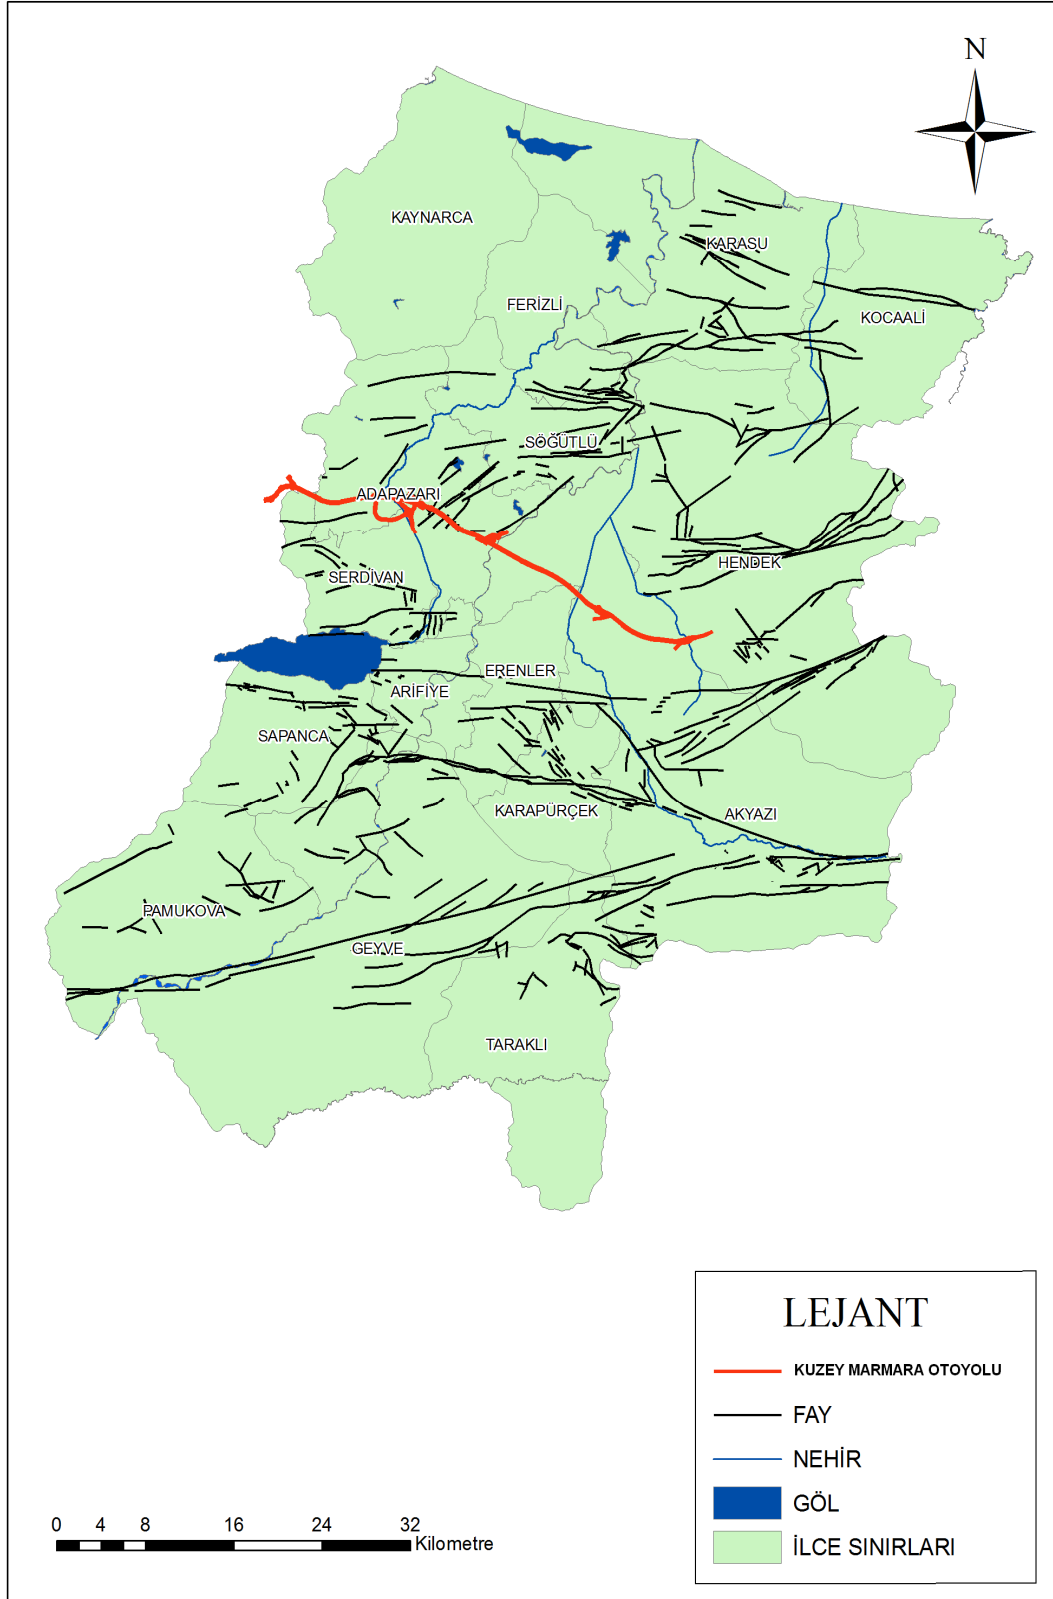 N
KAYNARCA
KARASU
FERİZLİ
KOCAALİ
SÖĞÜTLÜ
ADAPAZARI
HENDEK
SERDİVAN
ERENLER
ARİFİYE
SAPANCA
KARAPÜRÇEK
AKYAZI
PAMUKOVA
GEYVE
TARAKLI
LEJANT
KUZEY MARMARA OTOYOLU
FAY
NEHİR
GÖL
İLCE SINIRLARI
0 4 8 16 24 32
Kilometre